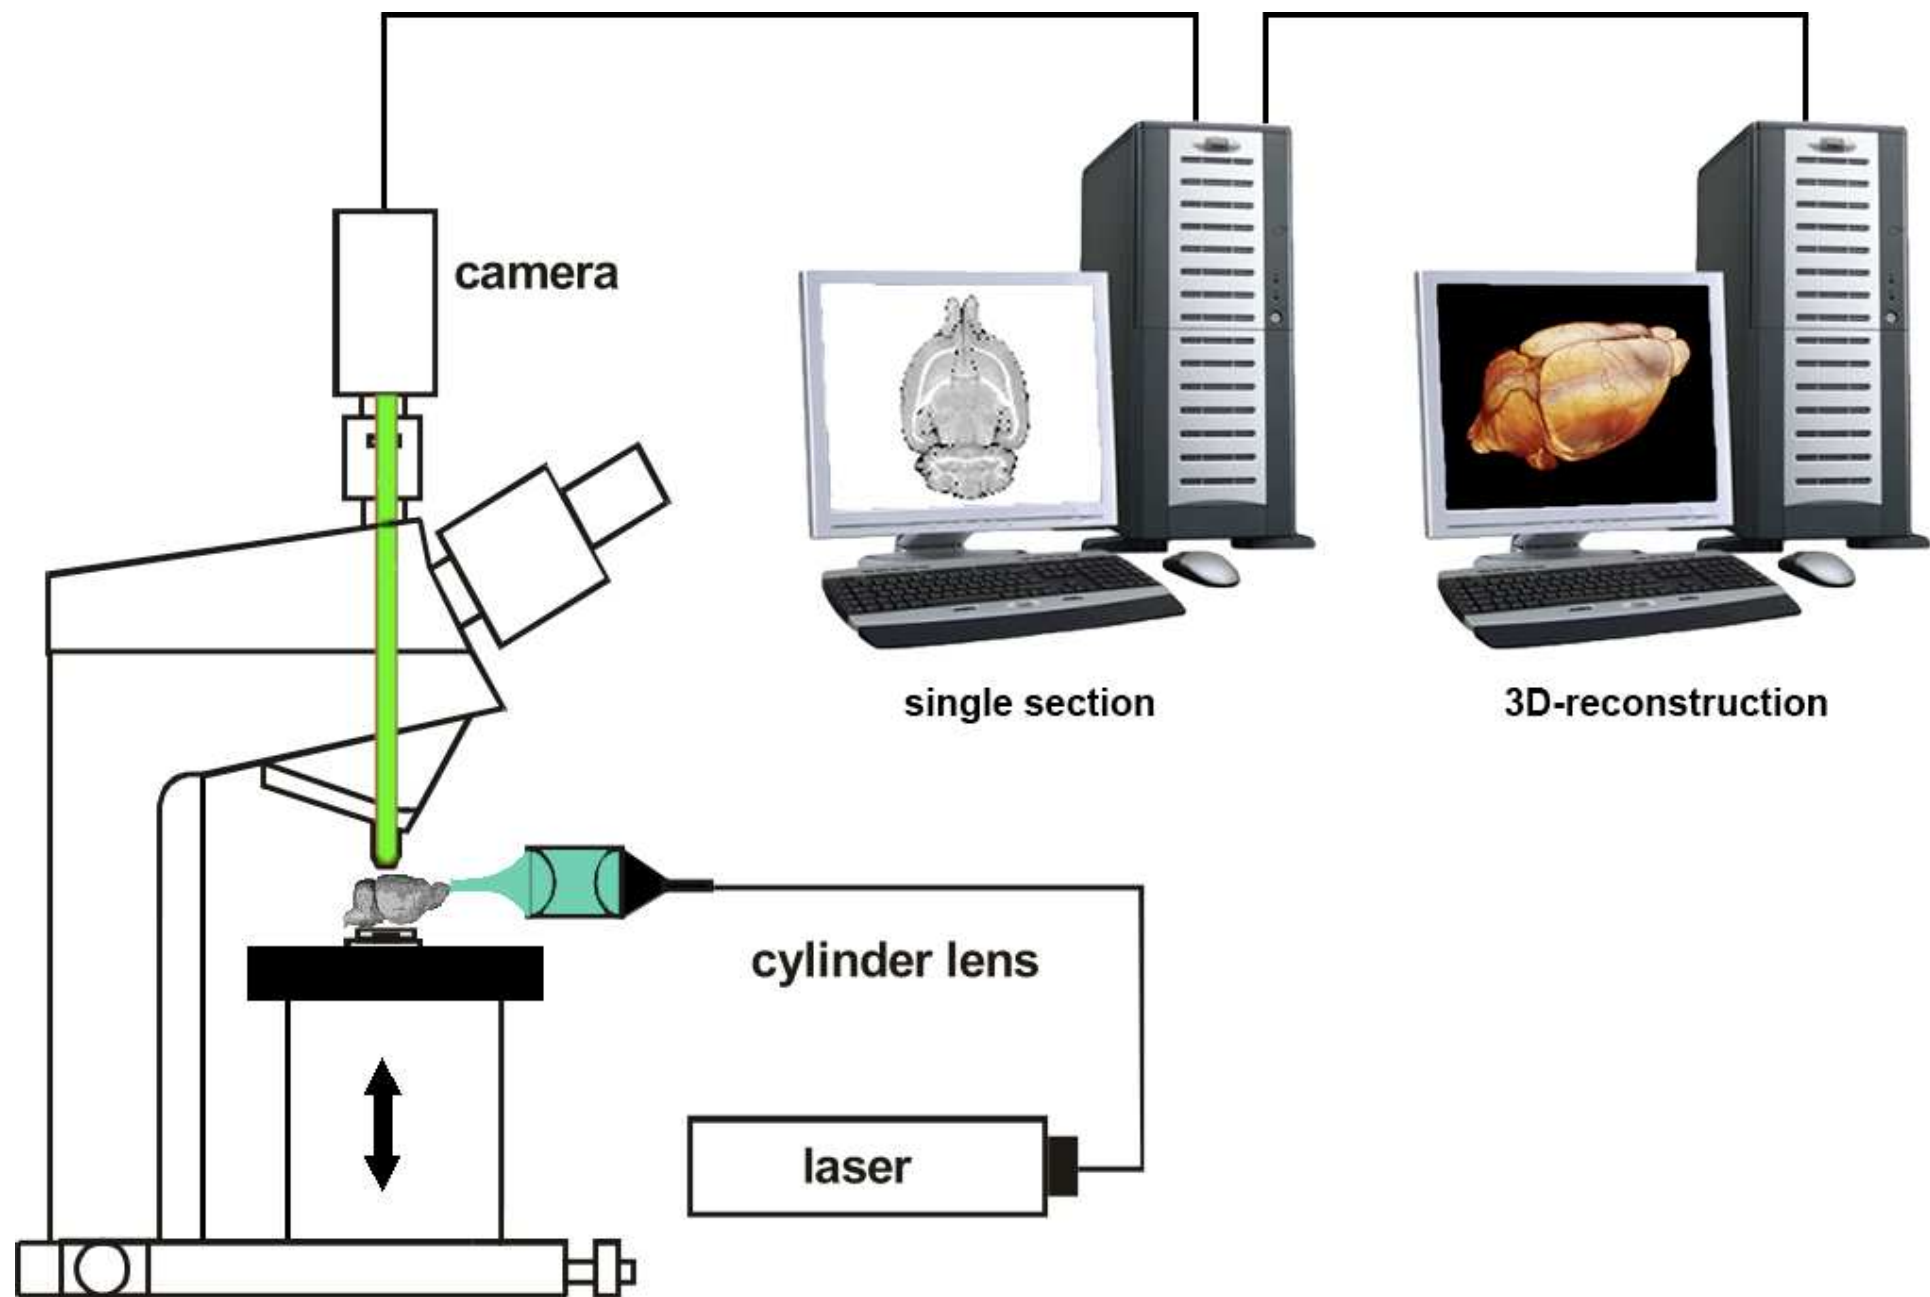 camera
single section
3D-reconstruction
cylinder lens
laser